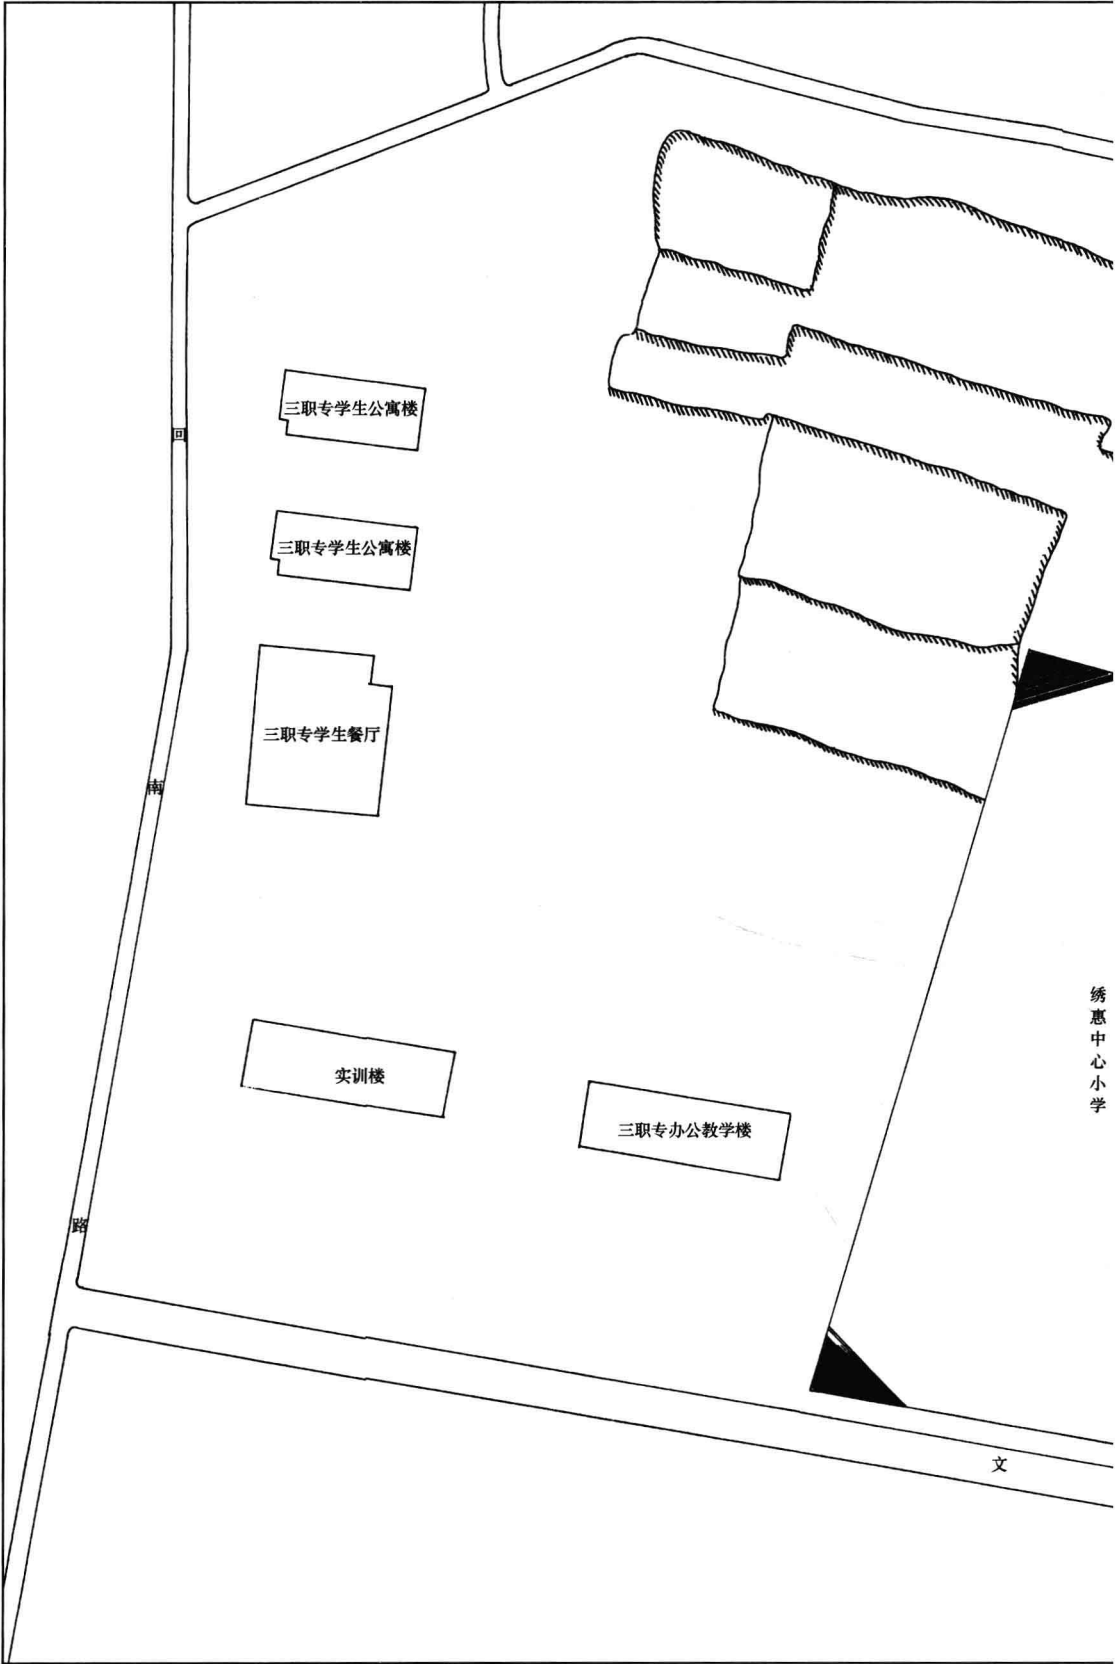 三职专学生公寓楼
回
三职专学生公寓楼
三职专学生餐厅
南
绣惠中心小学
实训楼
三职专办公教学楼
路
文